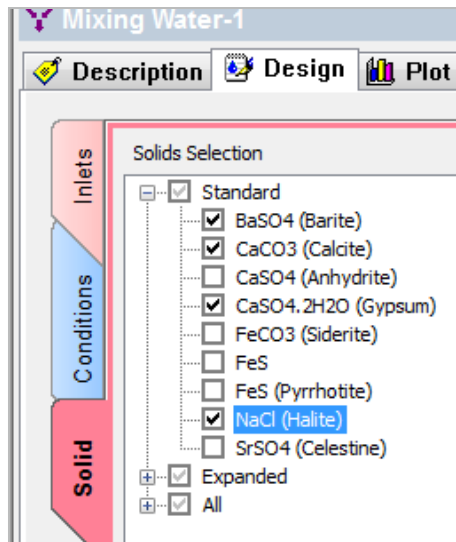 Mixing Water-1
Description Design Plot
Inlets
Conditions
Solid
Solids Selection
Standard
BaSO4 (Barite)
CaCO3 (Calcite)
CaSO4 (Anhydrite)
CaSO4.2H2O (Gypsum)
FeCO3 (Siderite)
FeS
FeS (Pyrrhotite)
NaCl (Halite)
SrSO4 (Celestine)
Expanded
All